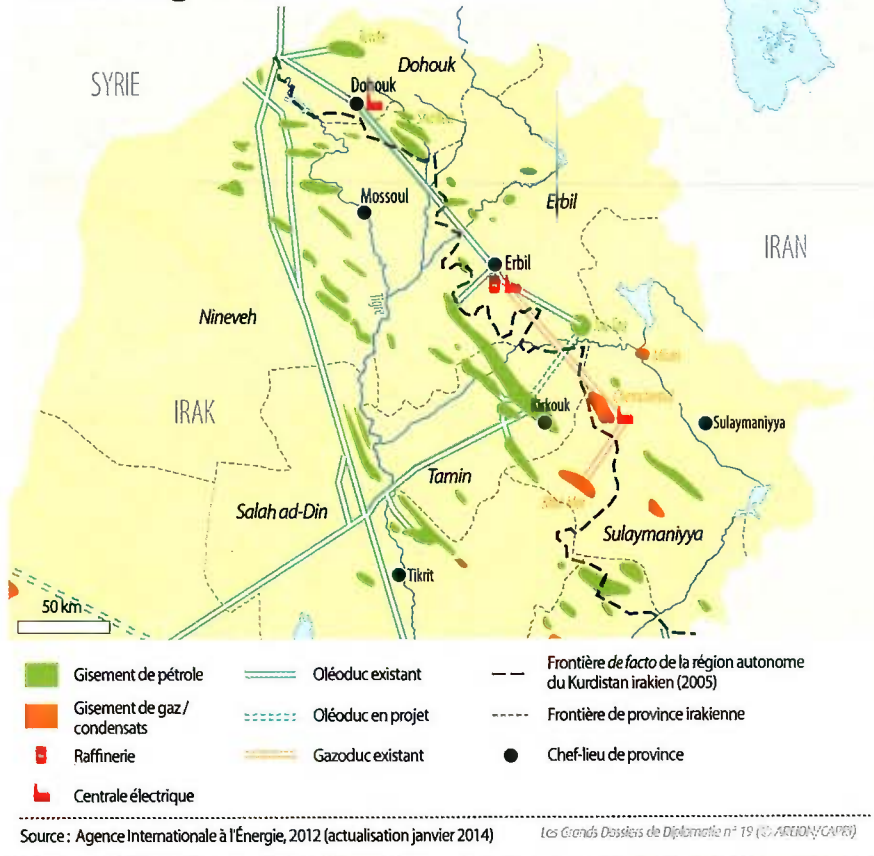 SYRIE
Dohouk
Dohouk
Mossoul
Erbil
Erbil
IRAN
Tigre
Nineveh
IRAK
Kirkouk
Sulaymaniyya
Tamin
Salah ad-Din
Sulaymaniyya
Tikrit
50 km
Gisement de pétrole
Gisement de gaz /
condensats
Raffinerie
Centrale électrique
Oléoduc existant
Oléoduc en projet
Gazoduc existant
Frontière de facto de la région autonome
du Kurdistan irakien (2005)
Frontière de province irakienne
Chef-lieu de province
Source : Agence Internationale à l'Énergie, 2012 (actualisation janvier 2014)
Les Grands Dossiers de Diplomatie n° 19 (© AREION/CAPRI)